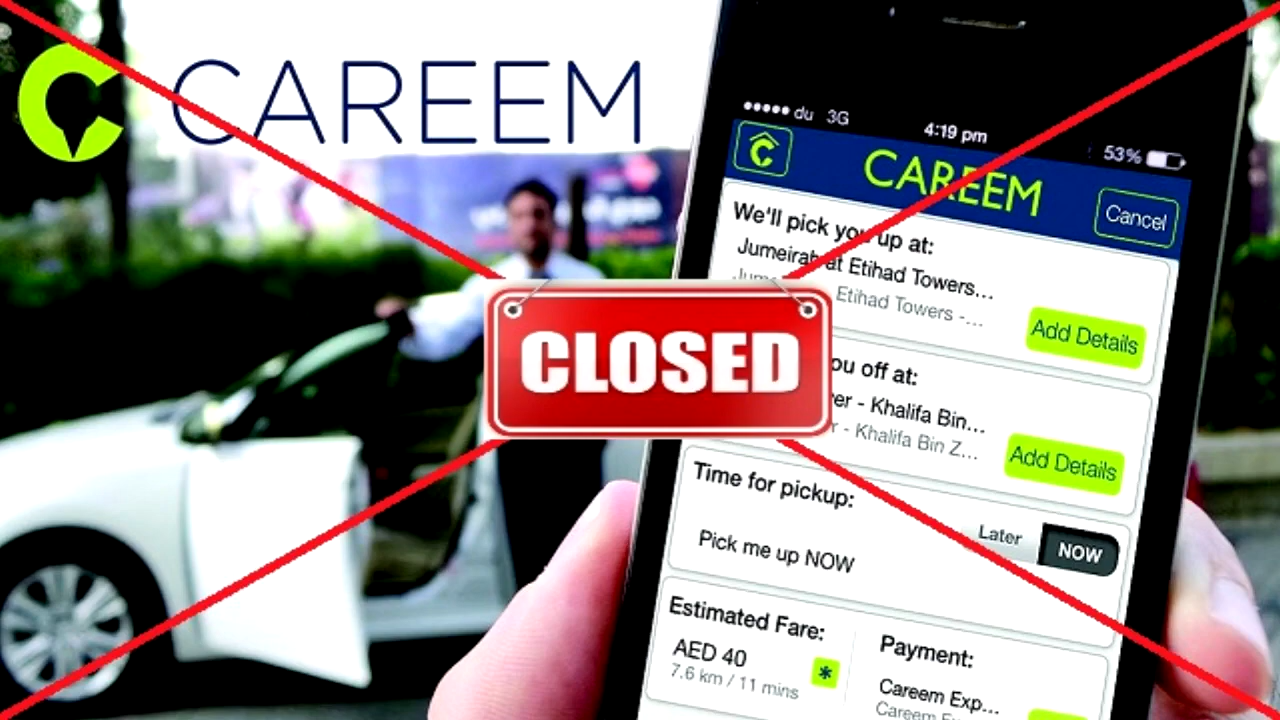 CAREEM
du 3G
4:19 pm
53%
CAREEM
Cancel
We'll pick you up at:
Jumeirah at Etihad Towers...
Etihad Towers -...
Add Details
CLOSED
ou off at:
er - Khalifa Bin...
r - Khalifa Bin Z...
Add Details
Time for pickup:
Later
NOW
Pick me up NOW
Estimated Fare:
AED 40
*
7.6 km / 11 mins
Payment:
Careem Exp...